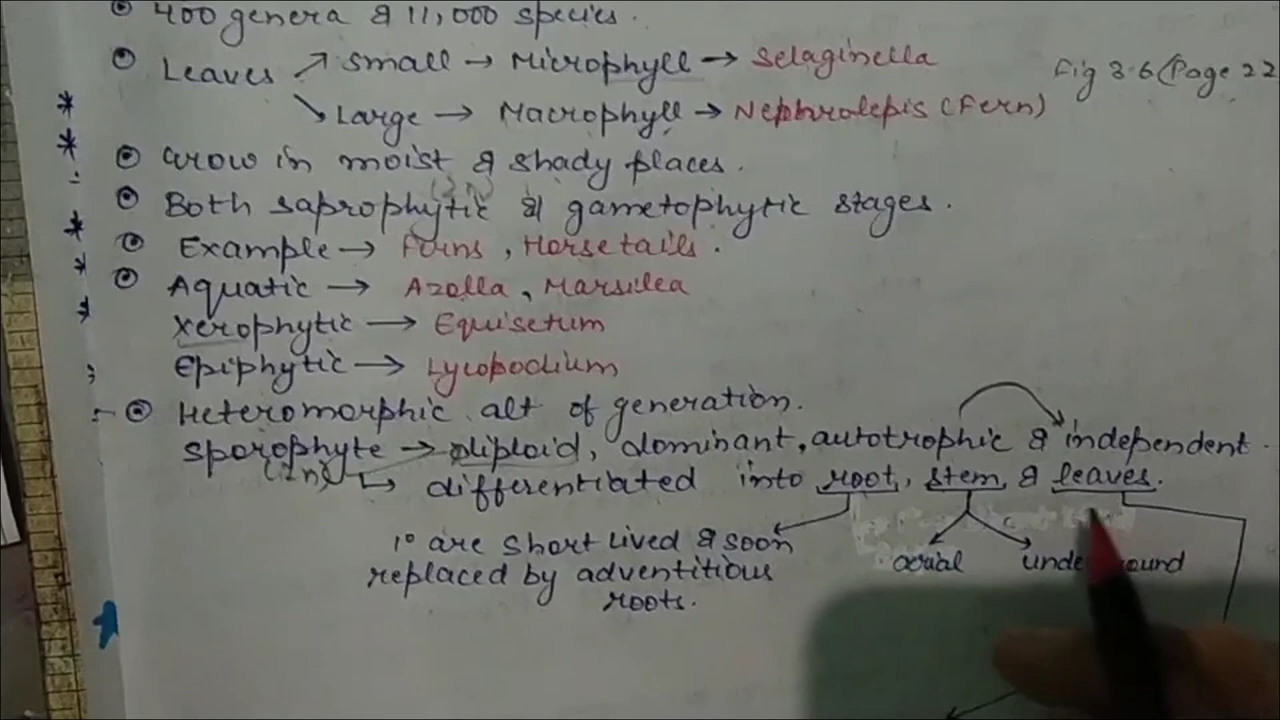 400 genera & 11,000 species.
Leaves ↗ small → Microphyll → Selaginella
Fig 3.6 (Page 22
↘ Large → Macrophyll → Nephrolepis (Fern)
Grow in moist & shady places.
(2n)
Both saprophytic & gametophytic stages.
Example → Ferns, Horse tails.
Aquatic → Azolla, Marsilea
Xerophytic → Equisetum
Epiphytic → Lycopodium
Heteromorphic alt of generation.
Sporophyte → diploid, dominant, autotrophic & independent.
(2n) ↳ differentiated into root, stem & leaves.
1° are short lived & soon
replaced by adventitious
roots.
aerial